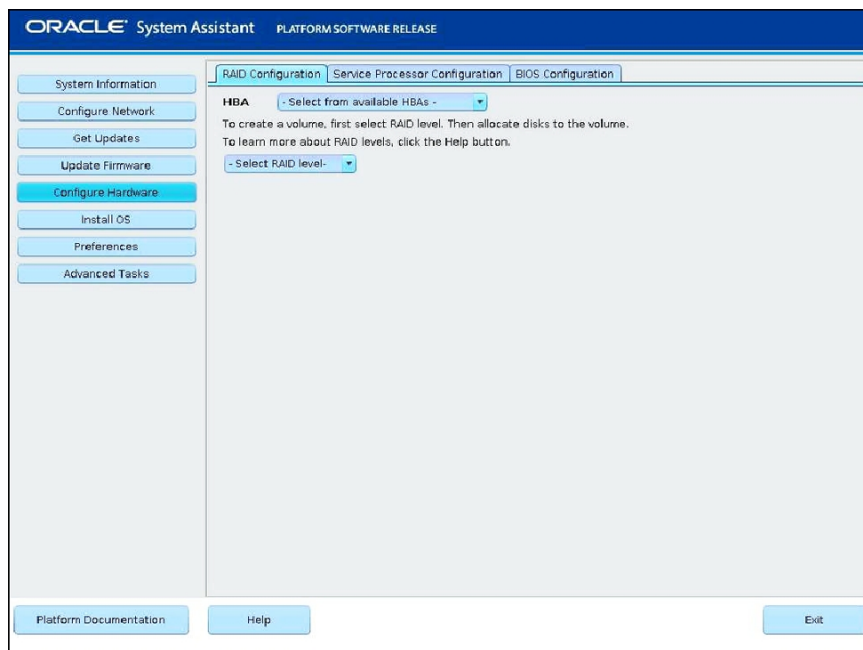 ORACLE System Assistant PLATFORM SOFTWARE RELEASE
System Information
Configure Network
Get Updates
Update Firmware
Configure Hardware
Install OS
Preferences
Advanced Tasks
RAID Configuration Service Processor Configuration BIOS Configuration
HBA - Select from available HBAs -
To create a volume, first select RAID level. Then allocate disks to the volume.
To learn more about RAID levels, click the Help button.
- Select RAID level-
Platform Documentation Help Exit